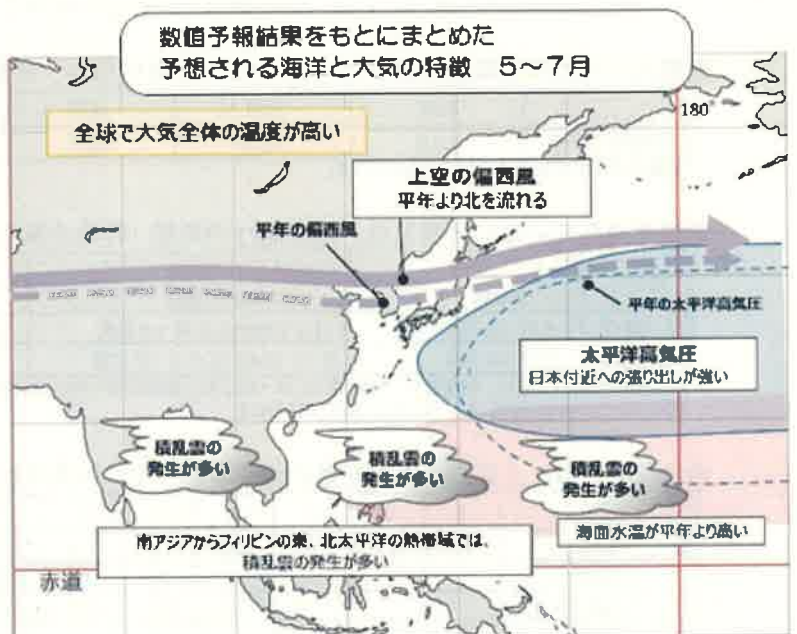 数値予報結果をもとにまとめた
予想される海洋と大気の特徴 5～7月
180
全球で大気全体の温度が高い
上空の偏西風
平年より北を流れる
平年の偏西風
平年の太平洋高気圧
太平洋高気圧
日本付近への張り出しが強い
積乱雲の
発生が多い
積乱雲の
発生が多い
積乱雲の
発生が多い
海面水温が平年より高い
南アジアからフィリピンの東、北太平洋の熱帯域では、
積乱雲の発生が多い
赤道